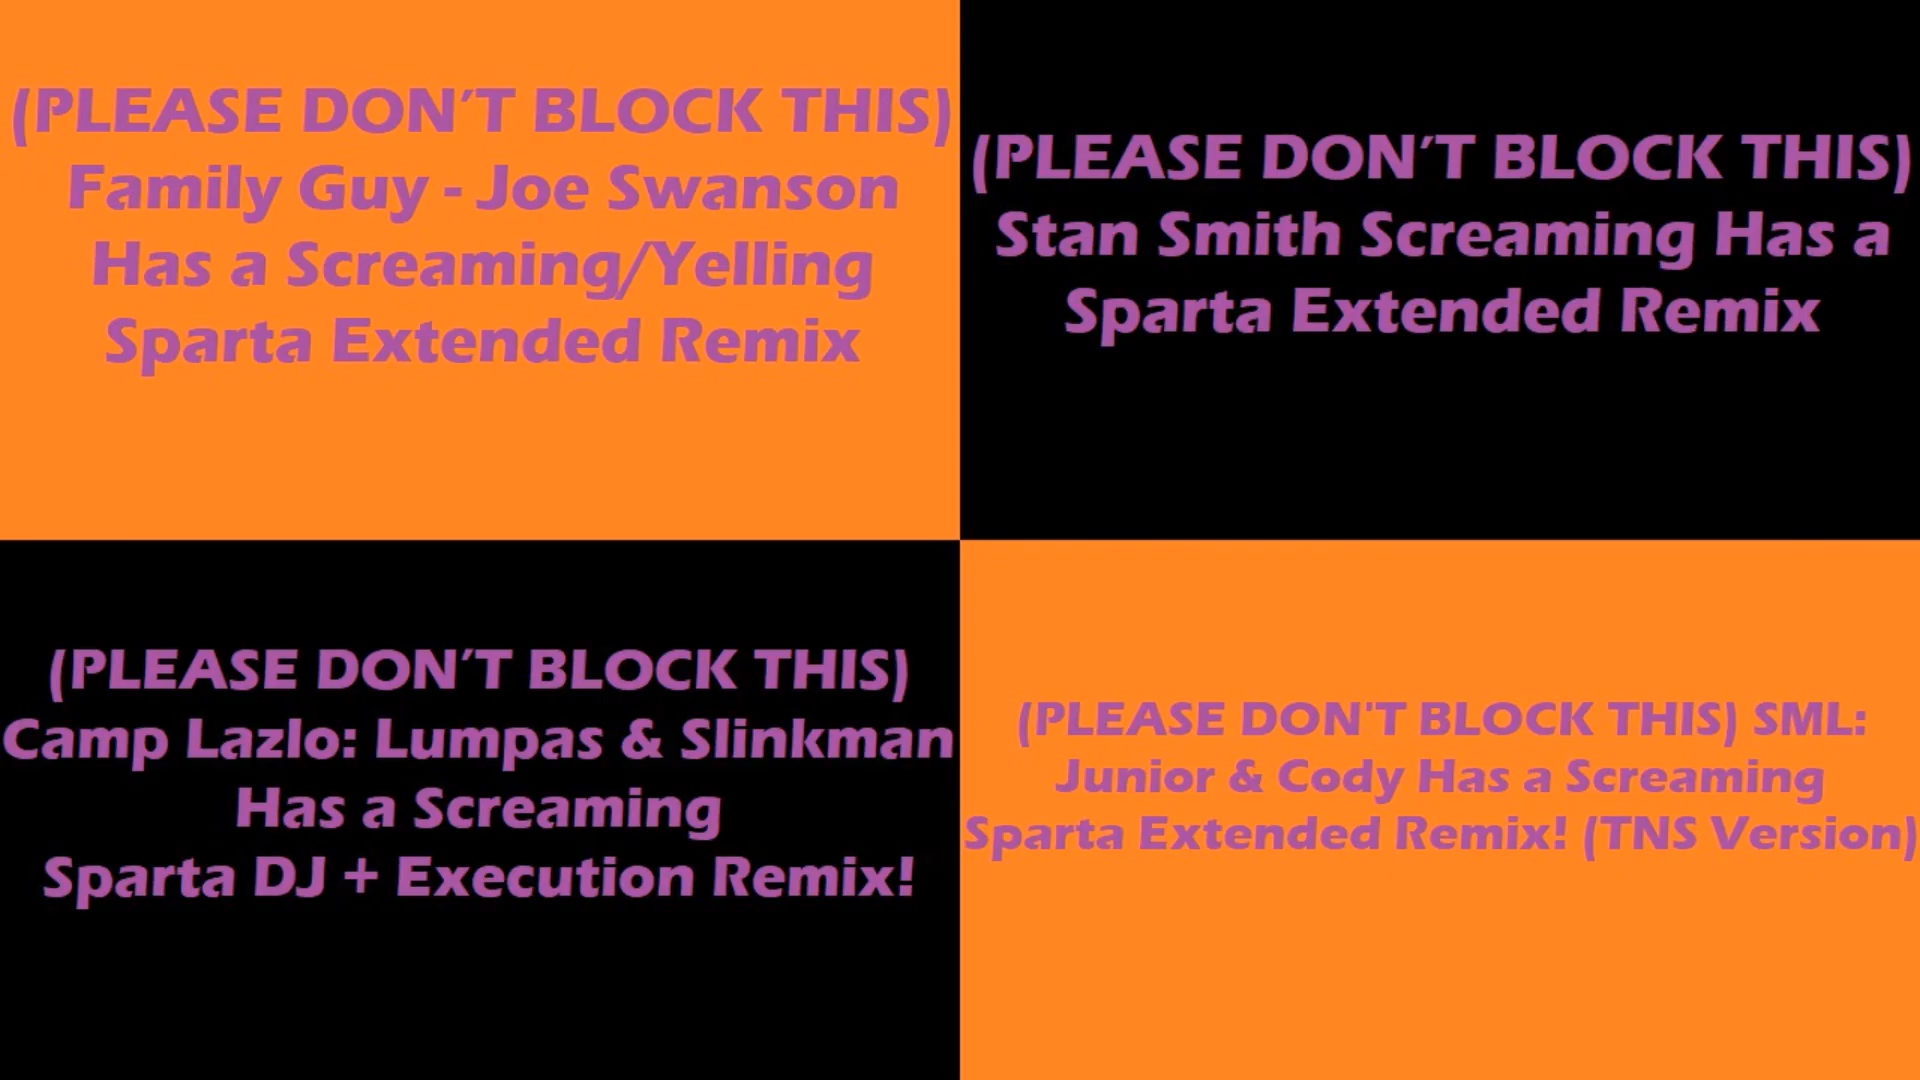 (PLEASE DON'T BLOCK THIS)
Family Guy - Joe Swanson
Has a Screaming/Yelling
Sparta Extended Remix
(PLEASE DON'T BLOCK THIS)
Stan Smith Screaming Has a
Sparta Extended Remix
(PLEASE DON'T BLOCK THIS)
Camp Lazlo: Lumpas & Slinkman
Has a Screaming
Sparta DJ + Execution Remix!
(PLEASE DON'T BLOCK THIS) SML:
Junior & Cody Has a Screaming
Sparta Extended Remix! (TNS Version)